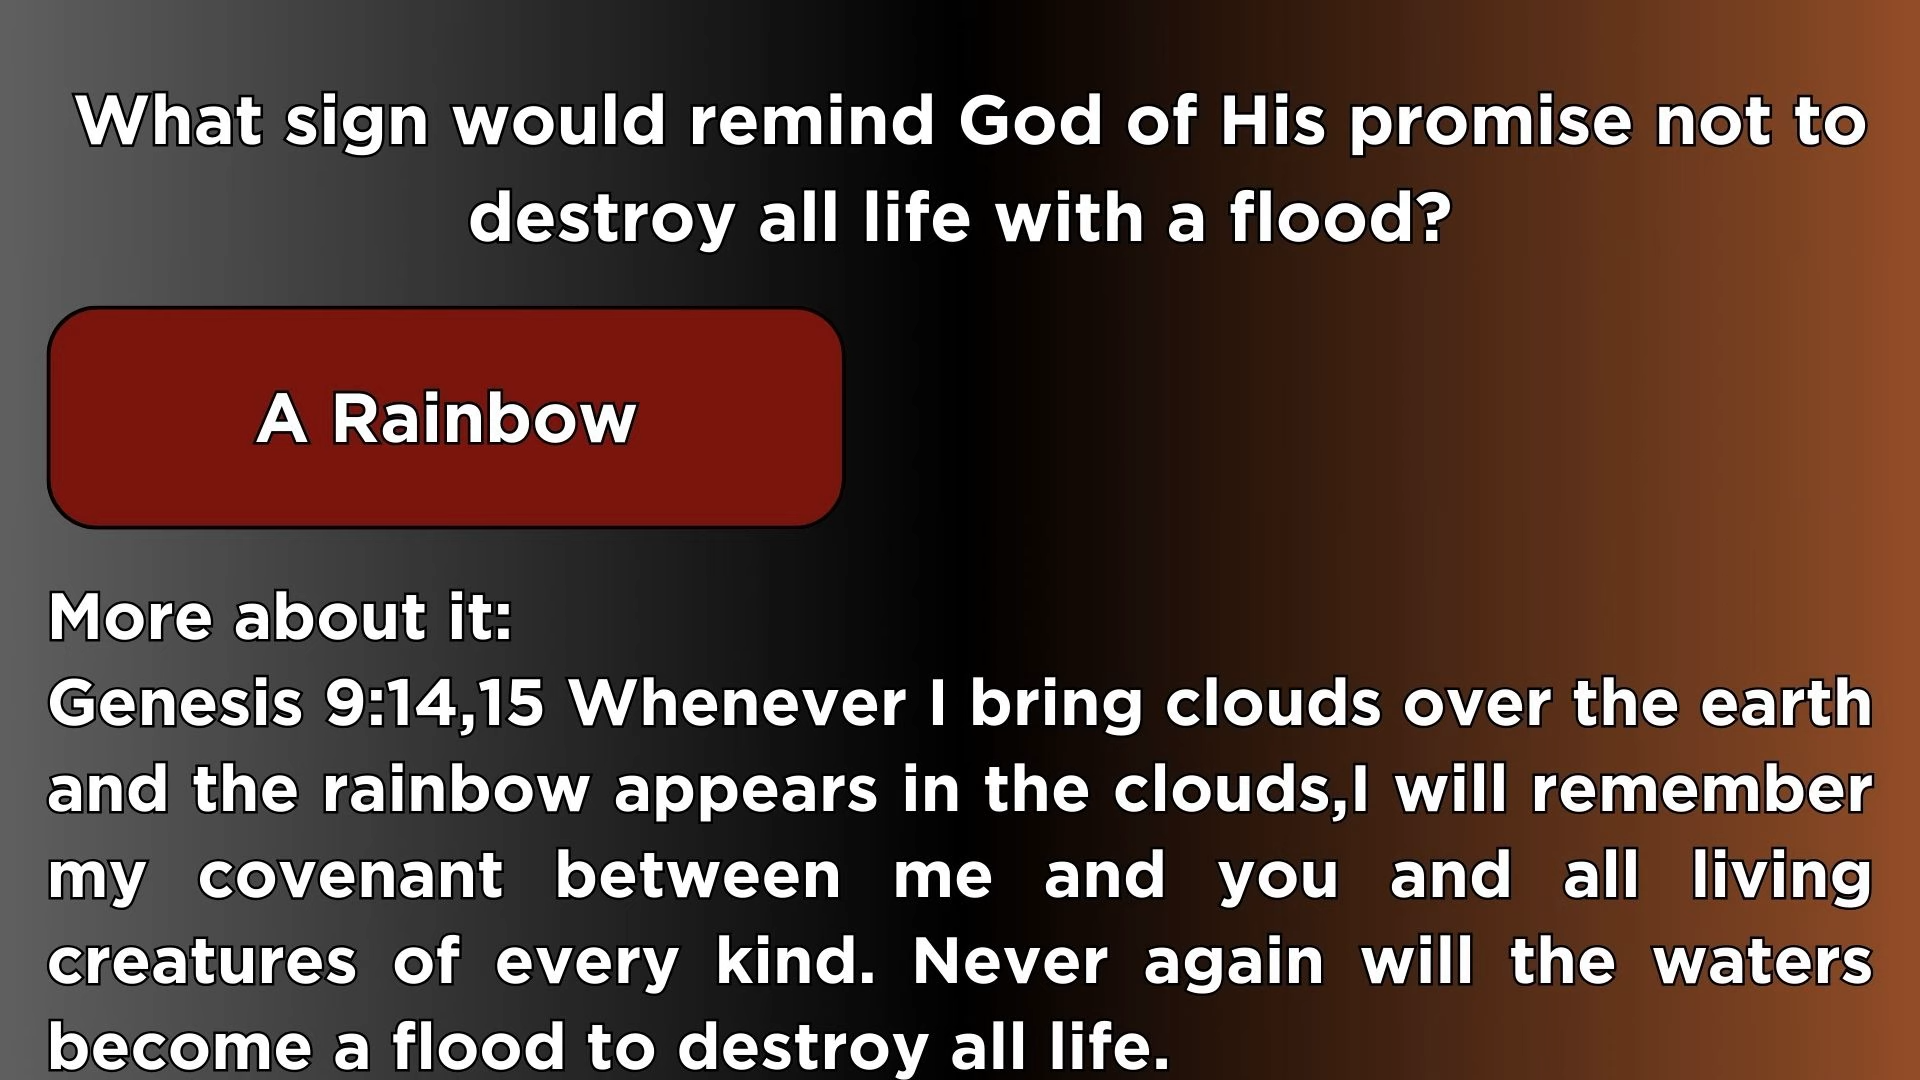 What sign would remind God of His promise not to
destroy all life with a flood?
A Rainbow
More about it:
Genesis 9:14,15 Whenever I bring clouds over the earth
and the rainbow appears in the clouds,I will remember
my covenant between me and you and all living
creatures of every kind. Never again will the waters
become a flood to destroy all life.